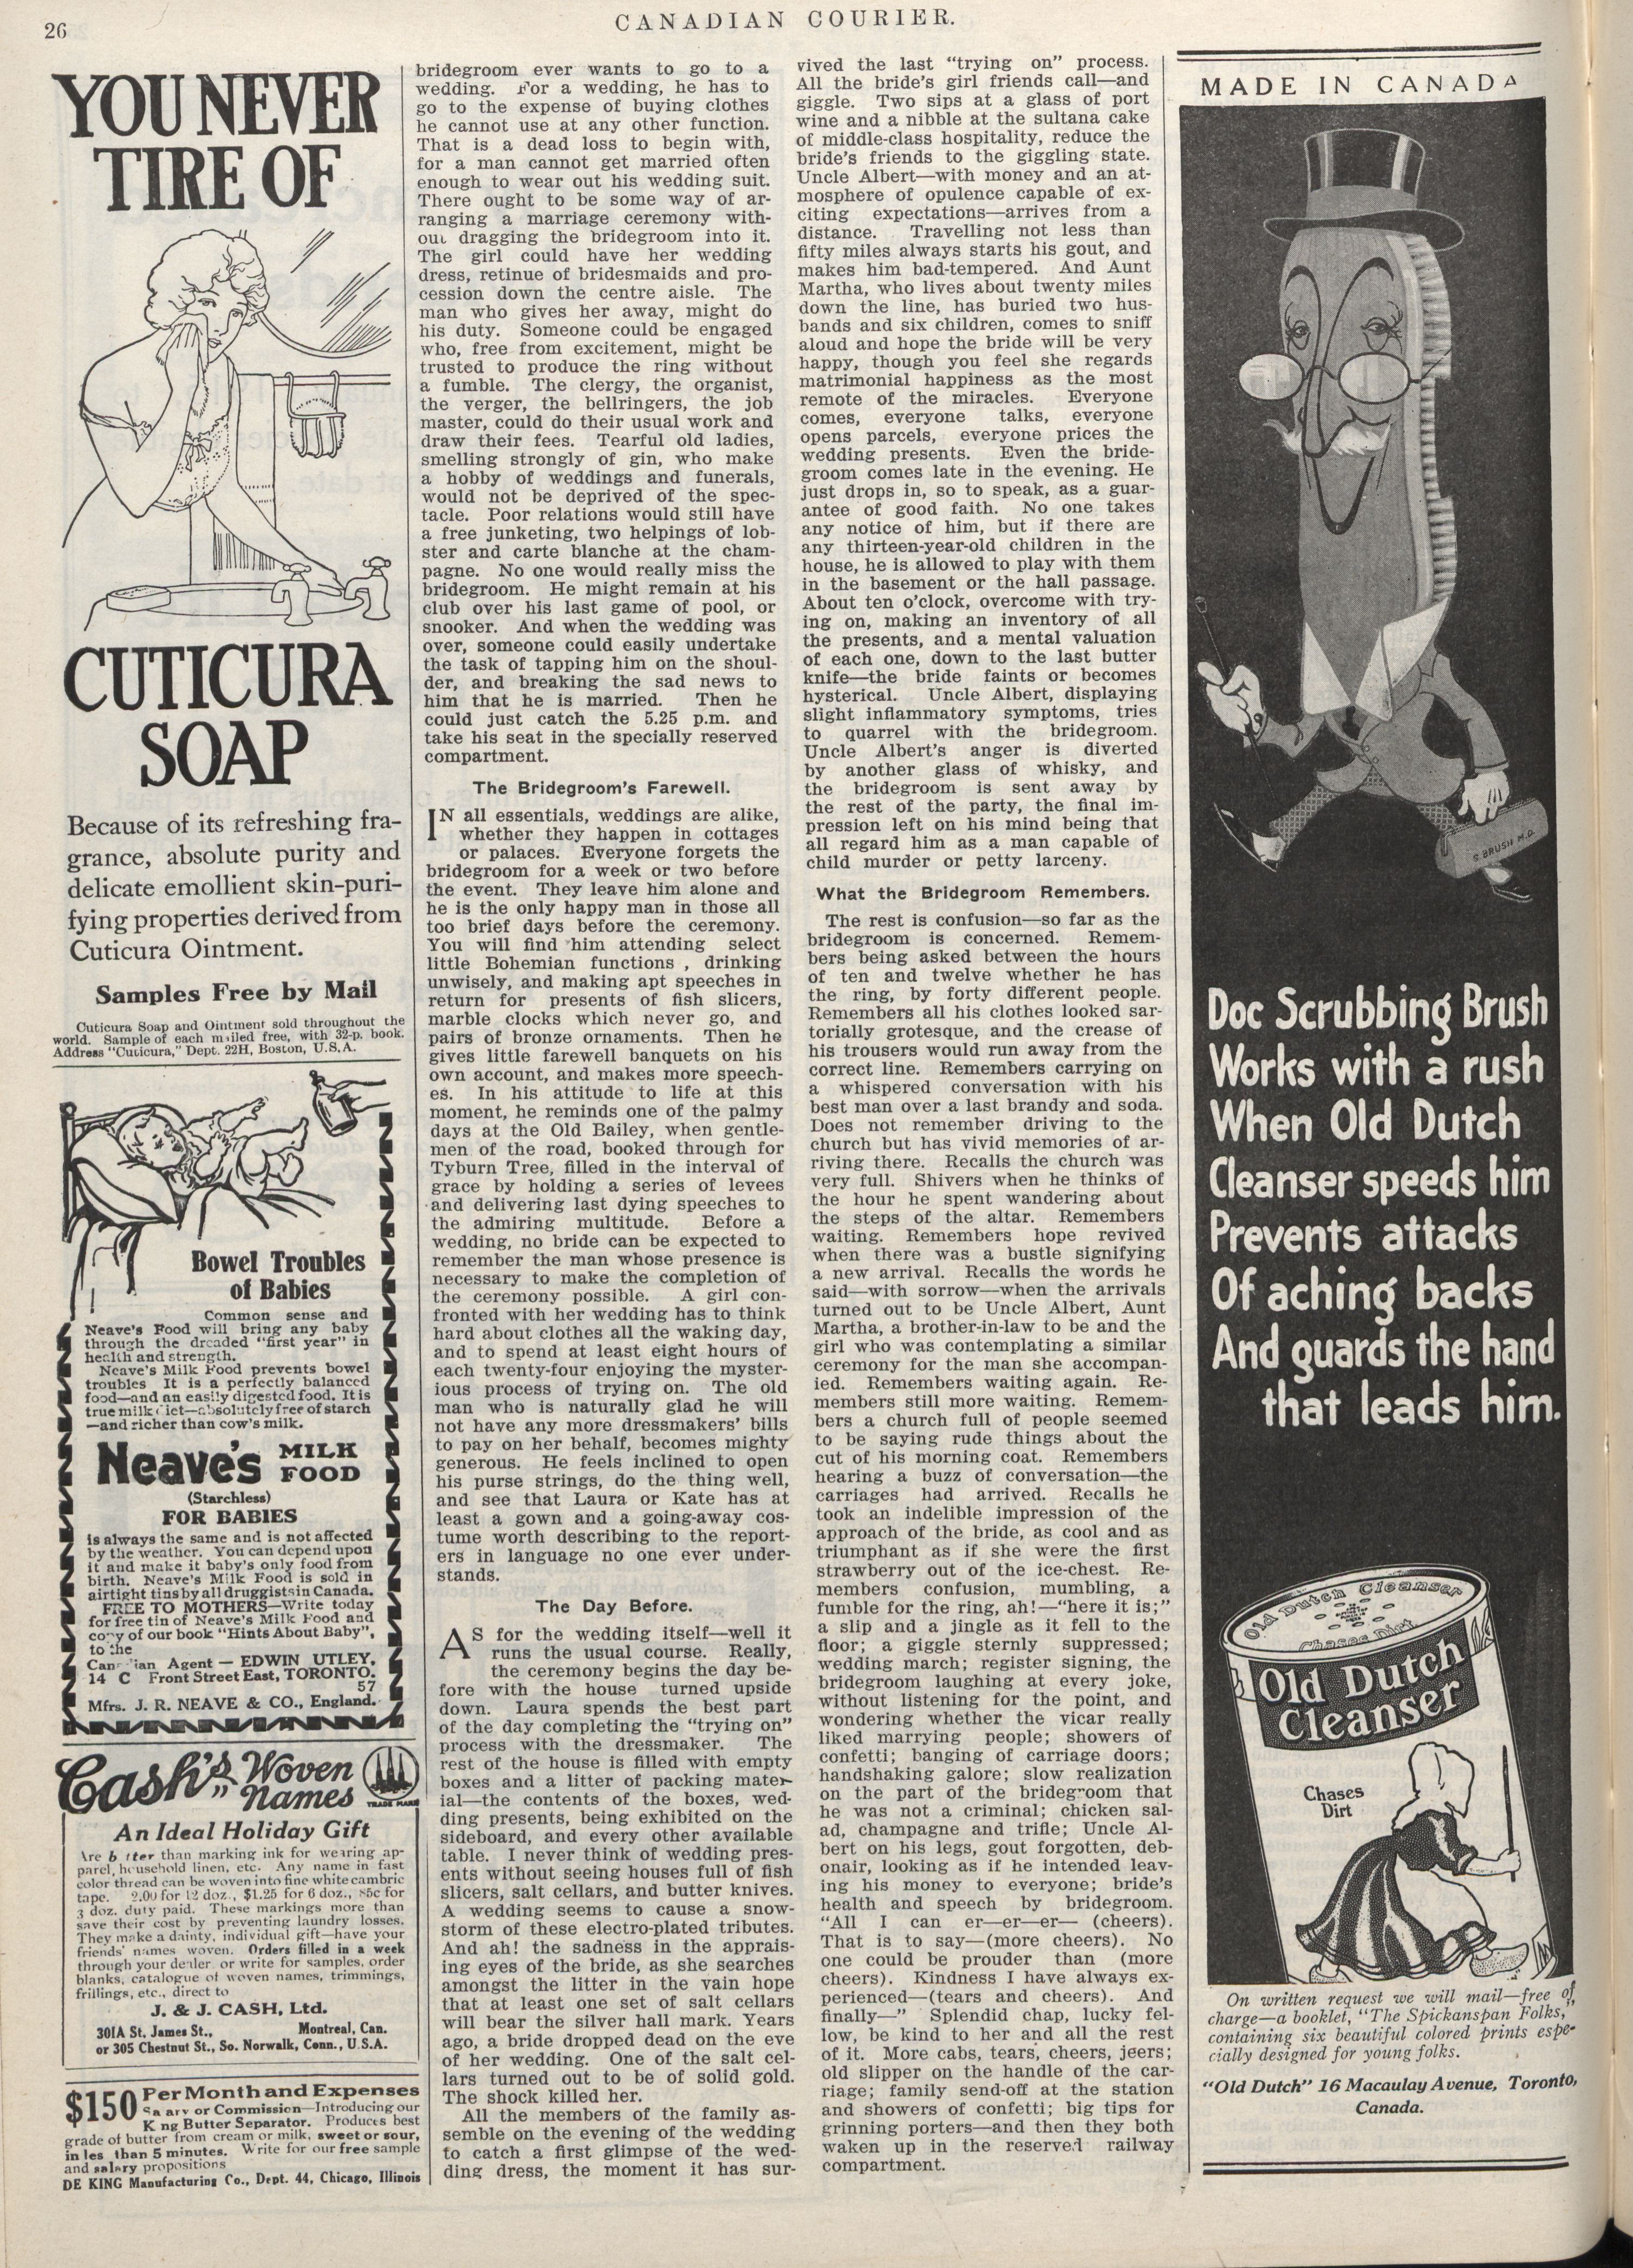 26
CANADIAN COURIER.
YOU NEVER
TIRE OF
CUTICURA
SOAP
Because of its refreshing fra-
grance, absolute purity and
delicate emollient skin-puri-
fying properties derived from
Cuticura Ointment.
Samples Free by Mail
Cuticura Soap and Ointment sold throughout the
world. Sample of each mailed free, with 32-p. book.
Address "Cuticura," Dept. 22H, Boston, U.S.A.
Bowel Troubles
of Babies
Common sense and
Neave's Food will bring any baby
through the dreaded "first year" in
health and strength.
Neave's Milk Food prevents bowel
troubles It is a perfectly balanced
food—and an easily digested food. It is
true milk diet—absolutely free of starch
—and richer than cow's milk.
Neave's MILK
FOOD
(Starchless)
FOR BABIES
is always the same and is not affected
by the weather. You can depend upon
it and make it baby's only food from
birth. Neave's Milk Food is sold in
airtight tins by all druggists in Canada.
FREE TO MOTHERS—Write today
for free tin of Neave's Milk Food and
copy of our book "Hints About Baby",
to the
Canadian Agent — EDWIN UTLEY,
14 C Front Street East, TORONTO.
57
Mfrs. J. R. NEAVE & CO., England.
Cash's Woven
names
TRADE MARK
An Ideal Holiday Gift
Are better than marking ink for wearing ap-
parel, household linen, etc. Any name in fast
color thread can be woven into fine white cambric
tape. 2.00 for 12 doz., $1.25 for 6 doz., 85c for
3 doz. duty paid. These markings more than
save their cost by preventing laundry losses.
They make a dainty, individual gift—have your
friends' names woven. Orders filled in a week
through your dealer, or write for samples, order
blanks, catalogue of woven names, trimmings,
frillings, etc., direct to
J. & J. CASH, Ltd.
301A St. James St., Montreal, Can.
or 305 Chestnut St., So. Norwalk, Conn., U.S.A.
$150 Per Month and Expenses
Salary or Commission—Introducing our
King Butter Separator. Produces best
grade of butter from cream or milk, sweet or sour,
in less than 5 minutes. Write for our free sample
and salary propositions
DE KING Manufacturing Co., Dept. 44, Chicago, Illinois
bridegroom ever wants to go to a
wedding. For a wedding, he has to
go to the expense of buying clothes
he cannot use at any other function.
That is a dead loss to begin with,
for a man cannot get married often
enough to wear out his wedding suit.
There ought to be some way of ar-
ranging a marriage ceremony with-
out dragging the bridegroom into it.
The girl could have her wedding
dress, retinue of bridesmaids and pro-
cession down the centre aisle. The
man who gives her away, might do
his duty. Someone could be engaged
who, free from excitement, might be
trusted to produce the ring without
a fumble. The clergy, the organist,
the verger, the bellringers, the job
master, could do their usual work and
draw their fees. Tearful old ladies,
smelling strongly of gin, who make
a hobby of weddings and funerals,
would not be deprived of the spec-
tacle. Poor relations would still have
a free junketing, two helpings of lob-
ster and carte blanche at the cham-
pagne. No one would really miss the
bridegroom. He might remain at his
club over his last game of pool, or
snooker. And when the wedding was
over, someone could easily undertake
the task of tapping him on the shoul-
der, and breaking the sad news to
him that he is married. Then he
could just catch the 5.25 p.m. and
take his seat in the specially reserved
compartment.
The Bridegroom's Farewell.
IN all essentials, weddings are alike,
whether they happen in cottages
or palaces. Everyone forgets the
bridegroom for a week or two before
the event. They leave him alone and
he is the only happy man in those all
too brief days before the ceremony.
You will find him attending select
little Bohemian functions , drinking
unwisely, and making apt speeches in
return for presents of fish slicers,
marble clocks which never go, and
pairs of bronze ornaments. Then he
gives little farewell banquets on his
own account, and makes more speech-
es. In his attitude to life at this
moment, he reminds one of the palmy
days at the Old Bailey, when gentle-
men of the road, booked through for
Tyburn Tree, filled in the interval of
grace by holding a series of levees
and delivering last dying speeches to
the admiring multitude. Before a
wedding, no bride can be expected to
remember the man whose presence is
necessary to make the completion of
the ceremony possible. A girl con-
fronted with her wedding has to think
hard about clothes all the waking day,
and to spend at least eight hours of
each twenty-four enjoying the myster-
ious process of trying on. The old
man who is naturally glad he will
not have any more dressmakers' bills
to pay on her behalf, becomes mighty
generous. He feels inclined to open
his purse strings, do the thing well,
and see that Laura or Kate has at
least a gown and a going-away cos-
tume worth describing to the report-
ers in language no one ever under-
stands.
The Day Before.
AS for the wedding itself—well it
runs the usual course. Really,
the ceremony begins the day be-
fore with the house turned upside
down. Laura spends the best part
of the day completing the "trying on"
process with the dressmaker. The
rest of the house is filled with empty
boxes and a litter of packing mater-
ial—the contents of the boxes, wed-
ding presents, being exhibited on the
sideboard, and every other available
table. I never think of wedding pres-
ents without seeing houses full of fish
slicers, salt cellars, and butter knives.
A wedding seems to cause a snow-
storm of these electro-plated tributes.
And ah! the sadness in the apprais-
ing eyes of the bride, as she searches
amongst the litter in the vain hope
that at least one set of salt cellars
will bear the silver hall mark. Years
ago, a bride dropped dead on the eve
of her wedding. One of the salt cel-
lars turned out to be of solid gold.
The shock killed her.
All the members of the family as-
semble on the evening of the wedding
to catch a first glimpse of the wed-
ding dress, the moment it has sur-
vived the last "trying on" process.
All the bride's girl friends call—and
giggle. Two sips at a glass of port
wine and a nibble at the sultana cake
of middle-class hospitality, reduce the
bride's friends to the giggling state.
Uncle Albert—with money and an at-
mosphere of opulence capable of ex-
citing expectations—arrives from a
distance. Travelling not less than
fifty miles always starts his gout, and
makes him bad-tempered. And Aunt
Martha, who lives about twenty miles
down the line, has buried two hus-
bands and six children, comes to sniff
aloud and hope the bride will be very
happy, though you feel she regards
matrimonial happiness as the most
remote of the miracles. Everyone
comes, everyone talks, everyone
opens parcels, everyone prices the
wedding presents. Even the bride-
groom comes late in the evening. He
just drops in, so to speak, as a guar-
antee of good faith. No one takes
any notice of him, but if there are
any thirteen-year-old children in the
house, he is allowed to play with them
in the basement or the hall passage.
About ten o'clock, overcome with try-
ing on, making an inventory of all
the presents, and a mental valuation
of each one, down to the last butter
knife—the bride faints or becomes
hysterical. Uncle Albert, displaying
slight inflammatory symptoms, tries
to quarrel with the bridegroom.
Uncle Albert's anger is diverted
by another glass of whisky, and
the bridegroom is sent away by
the rest of the party, the final im-
pression left on his mind being that
all regard him as a man capable of
child murder or petty larceny.
What the Bridegroom Remembers.
The rest is confusion—so far as the
bridegroom is concerned. Remem-
bers being asked between the hours
of ten and twelve whether he has
the ring, by forty different people.
Remembers all his clothes looked sar-
torially grotesque, and the crease of
his trousers would run away from the
correct line. Remembers carrying on
a whispered conversation with his
best man over a last brandy and soda.
Does not remember driving to the
church but has vivid memories of ar-
riving there. Recalls the church was
very full. Shivers when he thinks of
the hour he spent wandering about
the steps of the altar. Remembers
waiting. Remembers hope revived
when there was a bustle signifying
a new arrival. Recalls the words he
said—with sorrow—when the arrivals
turned out to be Uncle Albert, Aunt
Martha, a brother-in-law to be and the
girl who was contemplating a similar
ceremony for the man she accompan-
ied. Remembers waiting again. Re-
members still more waiting. Remem-
bers a church full of people seemed
to be saying rude things about the
cut of his morning coat. Remembers
hearing a buzz of conversation—the
carriages had arrived. Recalls he
took an indelible impression of the
approach of the bride, as cool and as
triumphant as if she were the first
strawberry out of the ice-chest. Re-
members confusion, mumbling, a
fumble for the ring, ah!—"here it is;"
a slip and a jingle as it fell to the
floor; a giggle sternly suppressed;
wedding march; register signing, the
bridegroom laughing at every joke,
without listening for the point, and
wondering whether the vicar really
liked marrying people; showers of
confetti; banging of carriage doors;
handshaking galore; slow realization
on the part of the bridegroom that
he was not a criminal; chicken sal-
ad, champagne and trifle; Uncle Al-
bert on his legs, gout forgotten, deb-
onair, looking as if he intended leav-
ing his money to everyone; bride's
health and speech by bridegroom.
"All I can er—er—er— (cheers).
That is to say—(more cheers). No
one could be prouder than (more
cheers). Kindness I have always ex-
perienced—(tears and cheers). And
finally—" Splendid chap, lucky fel-
low, be kind to her and all the rest
of it. More cabs, tears, cheers, jeers;
old slipper on the handle of the car-
riage; family send-off at the station
and showers of confetti; big tips for
grinning porters—and then they both
waken up in the reserved railway
compartment.
MADE IN CANADA
S. BRUSH M.D.
Doc Scrubbing Brush
Works with a rush
When Old Dutch
Cleanser speeds him
Prevents attacks
Of aching backs
And guards the hand
that leads him.
Old Dutch Cleanser
Chases Dirt
Old Dutch
Cleanser
Chases
Dirt
On written request we will mail—free of
charge—a booklet, "The Spickanspan Folks,"
containing six beautiful colored prints espe-
cially designed for young folks.
"Old Dutch" 16 Macaulay Avenue, Toronto,
Canada.